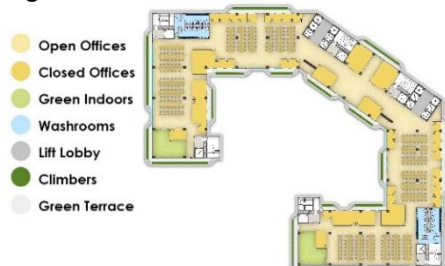 Open Offices
Closed Offices
Green Indoors
Washrooms
Lift Lobby
Climbers
Green Terrace